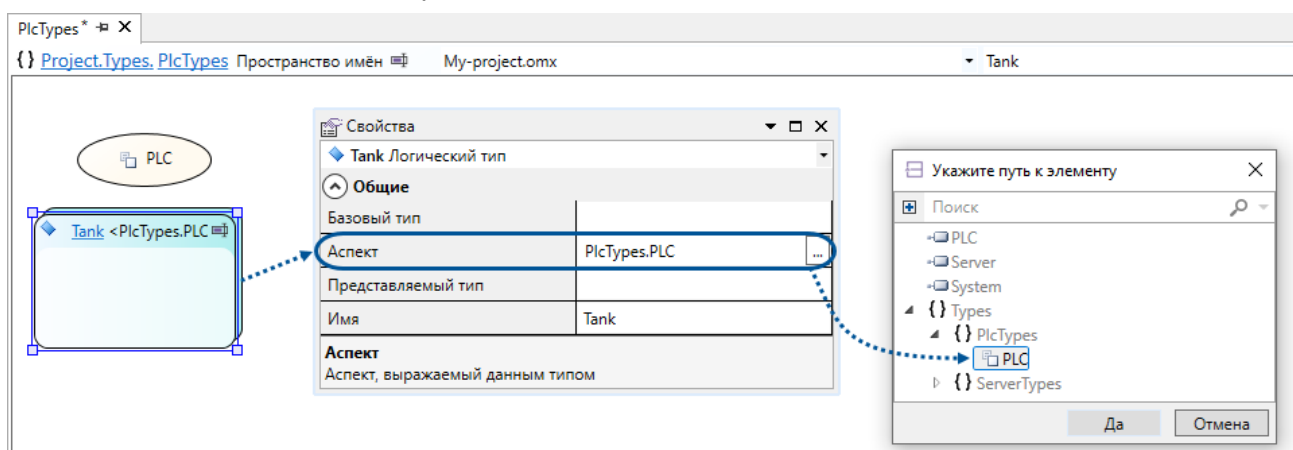 PlcTypes*
Project.Types. PlcTypes Пространство имён My-project.omx Tank
PLC
Tank <PlcTypes.PLC
Свойства
Tank Логический тип
Общие
Базовый тип
Аспект PlcTypes.PLC ...
Представляемый тип
Имя Tank
Аспект
Аспект, выражаемый данным типом
Укажите путь к элементу
Поиск
PLC
Server
System
{} Types
{} PlcTypes
PLC
{} ServerTypes
Да Отмена